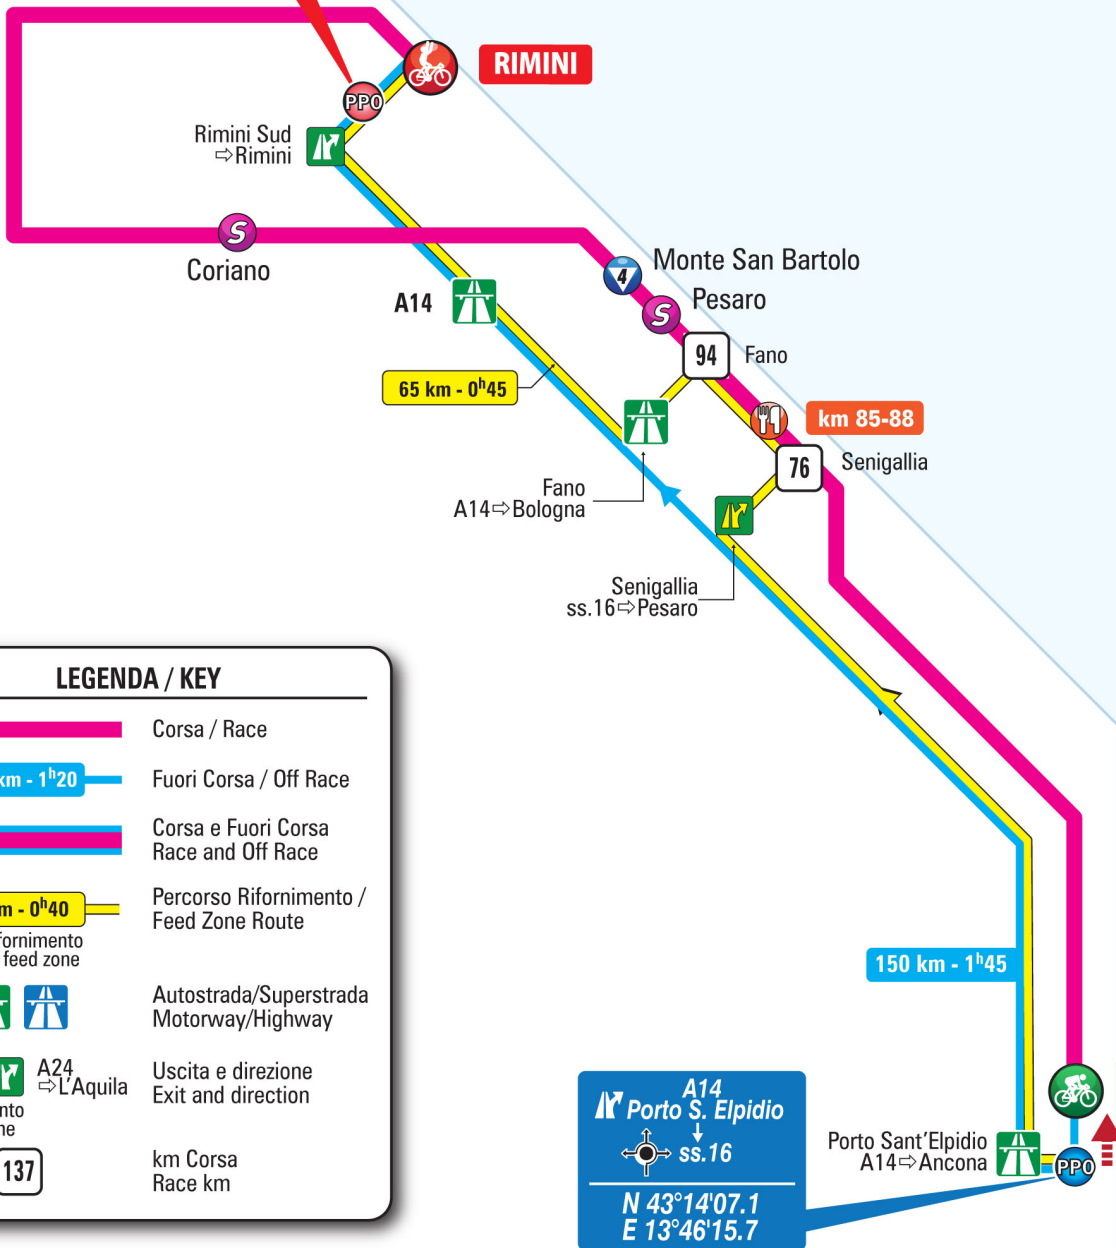 RIMINI
PPO
Rimini Sud
⇨Rimini
S
Coriano
4
Monte San Bartolo
S
Pesaro
A14
94
Fano
65 km - 0h45
km 85-88
76
Senigallia
Fano
A14⇨Bologna
Senigallia
ss.16⇨Pesaro
LEGENDA / KEY
Corsa / Race
km - 1h20
Fuori Corsa / Off Race
Corsa e Fuori Corsa
Race and Off Race
m - 0h40
Percorso Rifornimento /
Feed Zone Route
fornimento
feed zone
Autostrada/Superstrada
Motorway/Highway
A24
⇨L'Aquila
Uscita e direzione
Exit and direction
nto
ne
137
km Corsa
Race km
150 km - 1h45
A14
Porto S. Elpidio
ss.16
N 43°14'07.1
E 13°46'15.7
Porto Sant'Elpidio
A14⇨Ancona
PPO